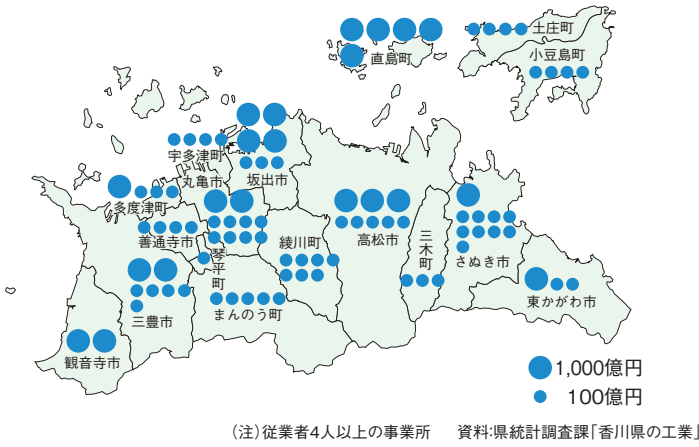 直島町
土庄町
小豆島町
宇多津町
丸亀市
坂出市
多度津町
善通寺市
琴平町
綾川町
高松市
三木町
さぬき市
東かがわ市
三豊市
まんのう町
観音寺市
1,000億円
100億円
(注)従業者4人以上の事業所 資料:県統計調査課「香川県の工業」